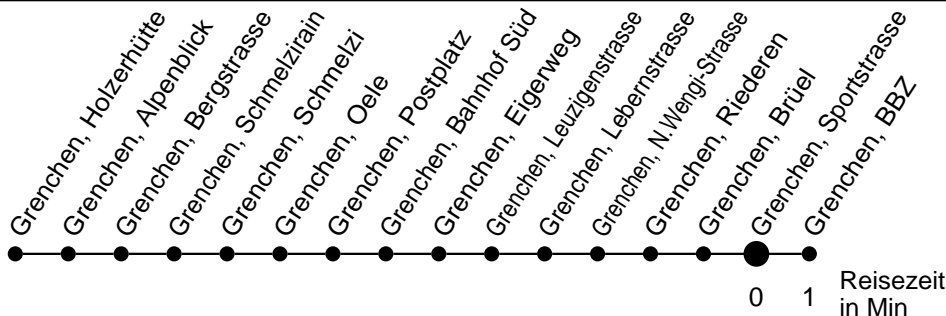 Grenchen, Holzerhütte
Grenchen, Alpenblick
Grenchen, Bergstrasse
Grenchen, Schmelzirain
Grenchen, Schmelzi
Grenchen, Oele
Grenchen, Postplatz
Grenchen, Bahnhof Süd
Grenchen, Eigerweg
Grenchen, Leuzigenstrasse
Grenchen, Lebernstrasse
Grenchen, N.Wengi-Strasse
Grenchen, Riederen
Grenchen, Brüel
Grenchen, Sportstrasse
Grenchen, BBZ
0 1 Reisezeit
in Min